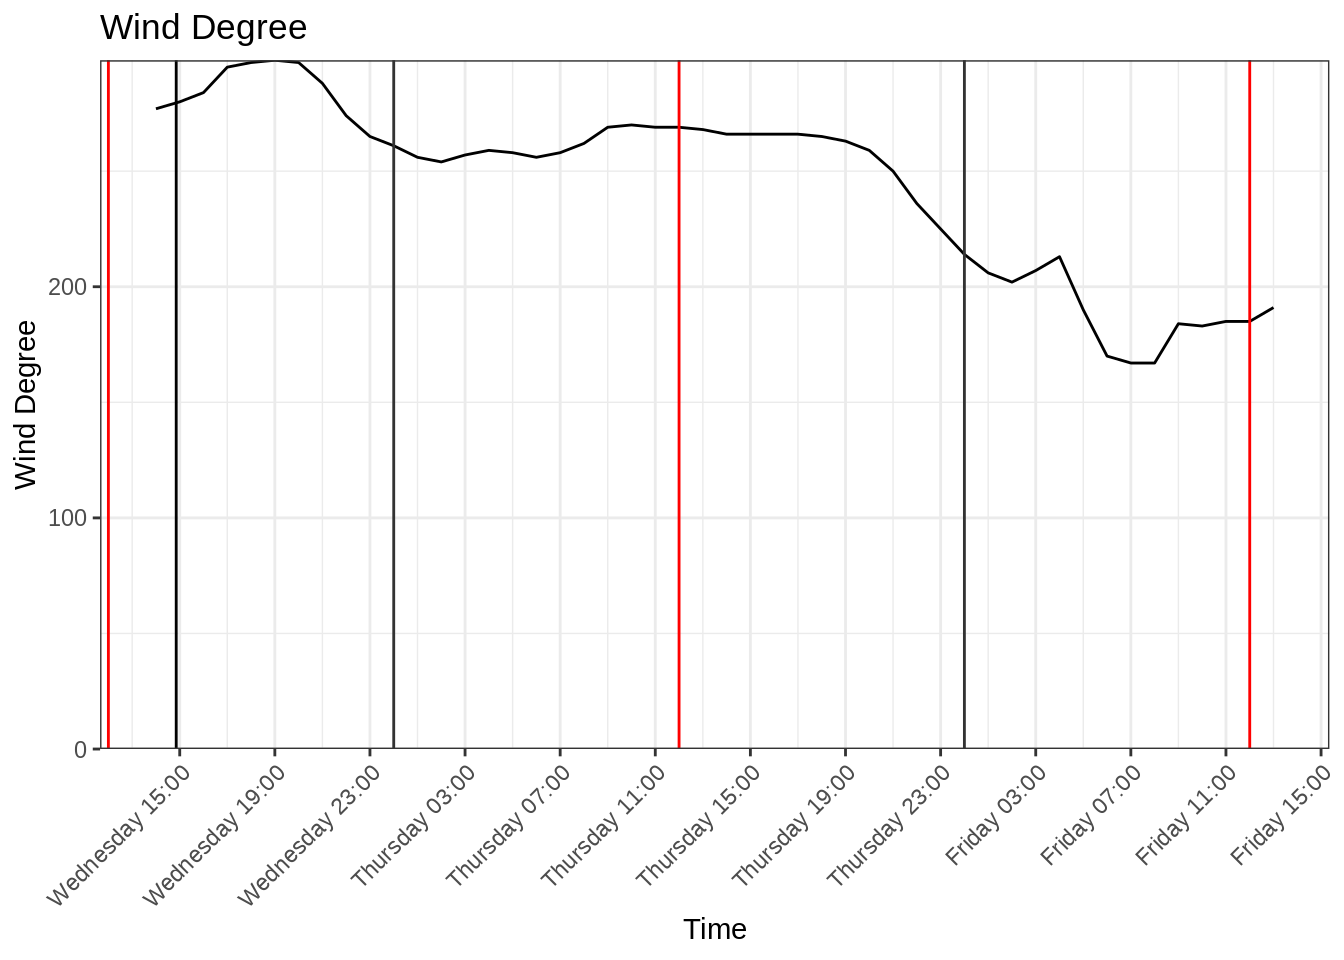 Wind Degree
Wind Degree
200
100
0
Wednesday 15:00
Wednesday 19:00
Wednesday 23:00
Thursday 03:00
Thursday 07:00
Thursday 11:00
Thursday 15:00
Thursday 19:00
Thursday 23:00
Friday 03:00
Friday 07:00
Friday 11:00
Friday 15:00
Time